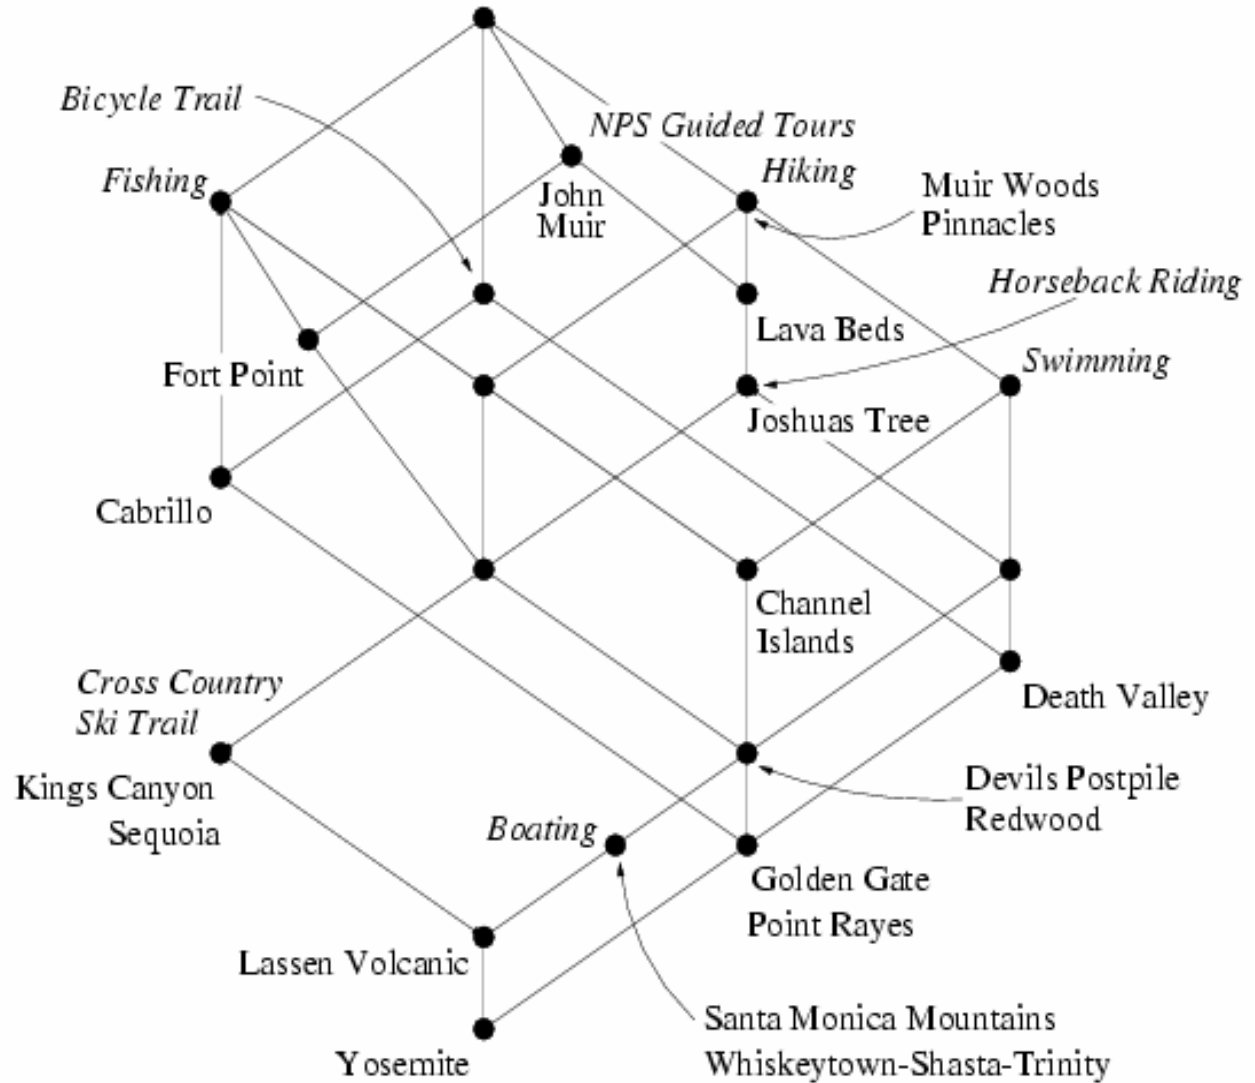 Bicycle Trail
NPS Guided Tours
Fishing
Hiking
John
Muir
Muir Woods
Pinnacles
Horseback Riding
Lava Beds
Swimming
Fort Point
Joshuas Tree
Cabrillo
Channel
Islands
Cross Country
Ski Trail
Death Valley
Kings Canyon
Sequoia
Devils Postpile
Redwood
Boating
Golden Gate
Point Rayes
Lassen Volcanic
Santa Monica Mountains
Whiskeytown-Shasta-Trinity
Yosemite